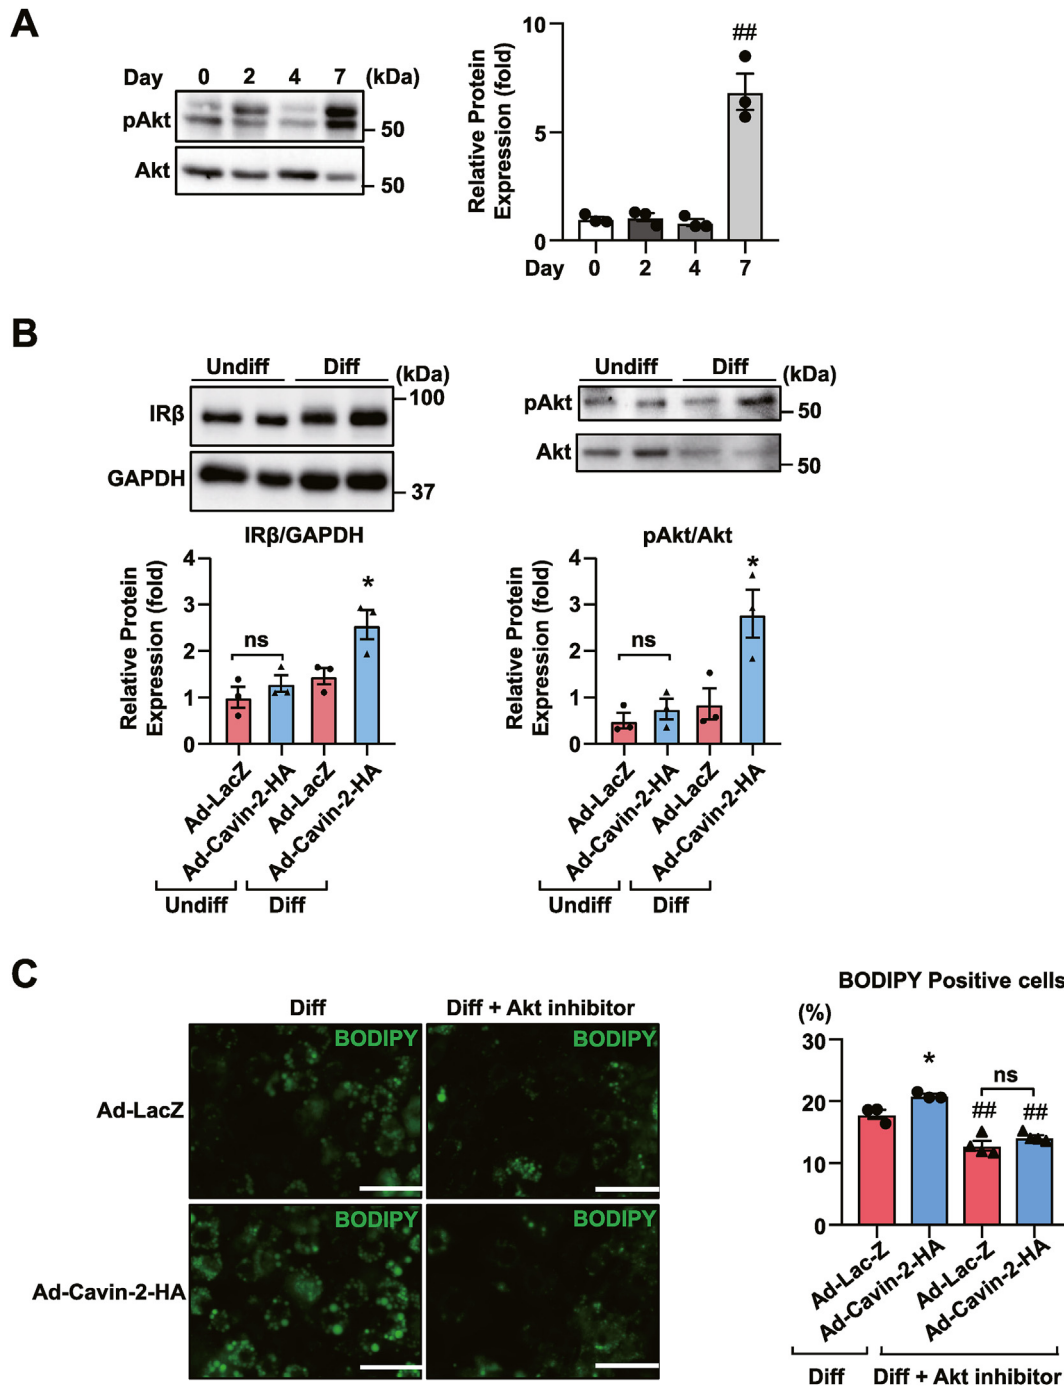 A
Day 0 2 4 7 (kDa)
pAkt
50
Akt
50
Relative Protein
Expression (fold)
10
5
0
##
Day 0 2 4 7
B
Undiff Diff (kDa)
IRβ
100
GAPDH
37
Undiff Diff (kDa)
pAkt
50
Akt
50
IRβ/GAPDH
Relative Protein
Expression (fold)
4
3
2
1
0
ns
*
Ad-LacZ
Ad-Cavin-2-HA
Ad-LacZ
Ad-Cavin-2-HA
Undiff Diff
pAkt/Akt
Relative Protein
Expression (fold)
4
3
2
1
0
ns
*
Ad-LacZ
Ad-Cavin-2-HA
Ad-LacZ
Ad-Cavin-2-HA
Undiff Diff
C
Diff Diff + Akt inhibitor
Ad-LacZ
BODIPY BODIPY
Ad-Cavin-2-HA
BODIPY BODIPY
BODIPY Positive cells
(%)
30
20
10
0
*
ns
## ##
Ad-Lac-Z
Ad-Cavin-2-HA
Ad-Lac-Z
Ad-Cavin-2-HA
Diff Diff + Akt inhibitor